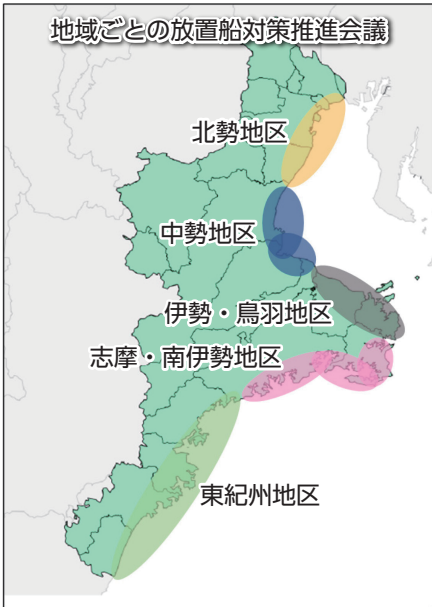 地域ごとの放置船対策推進会議
北勢地区
中勢地区
伊勢・鳥羽地区
志摩・南伊勢地区
東紀州地区